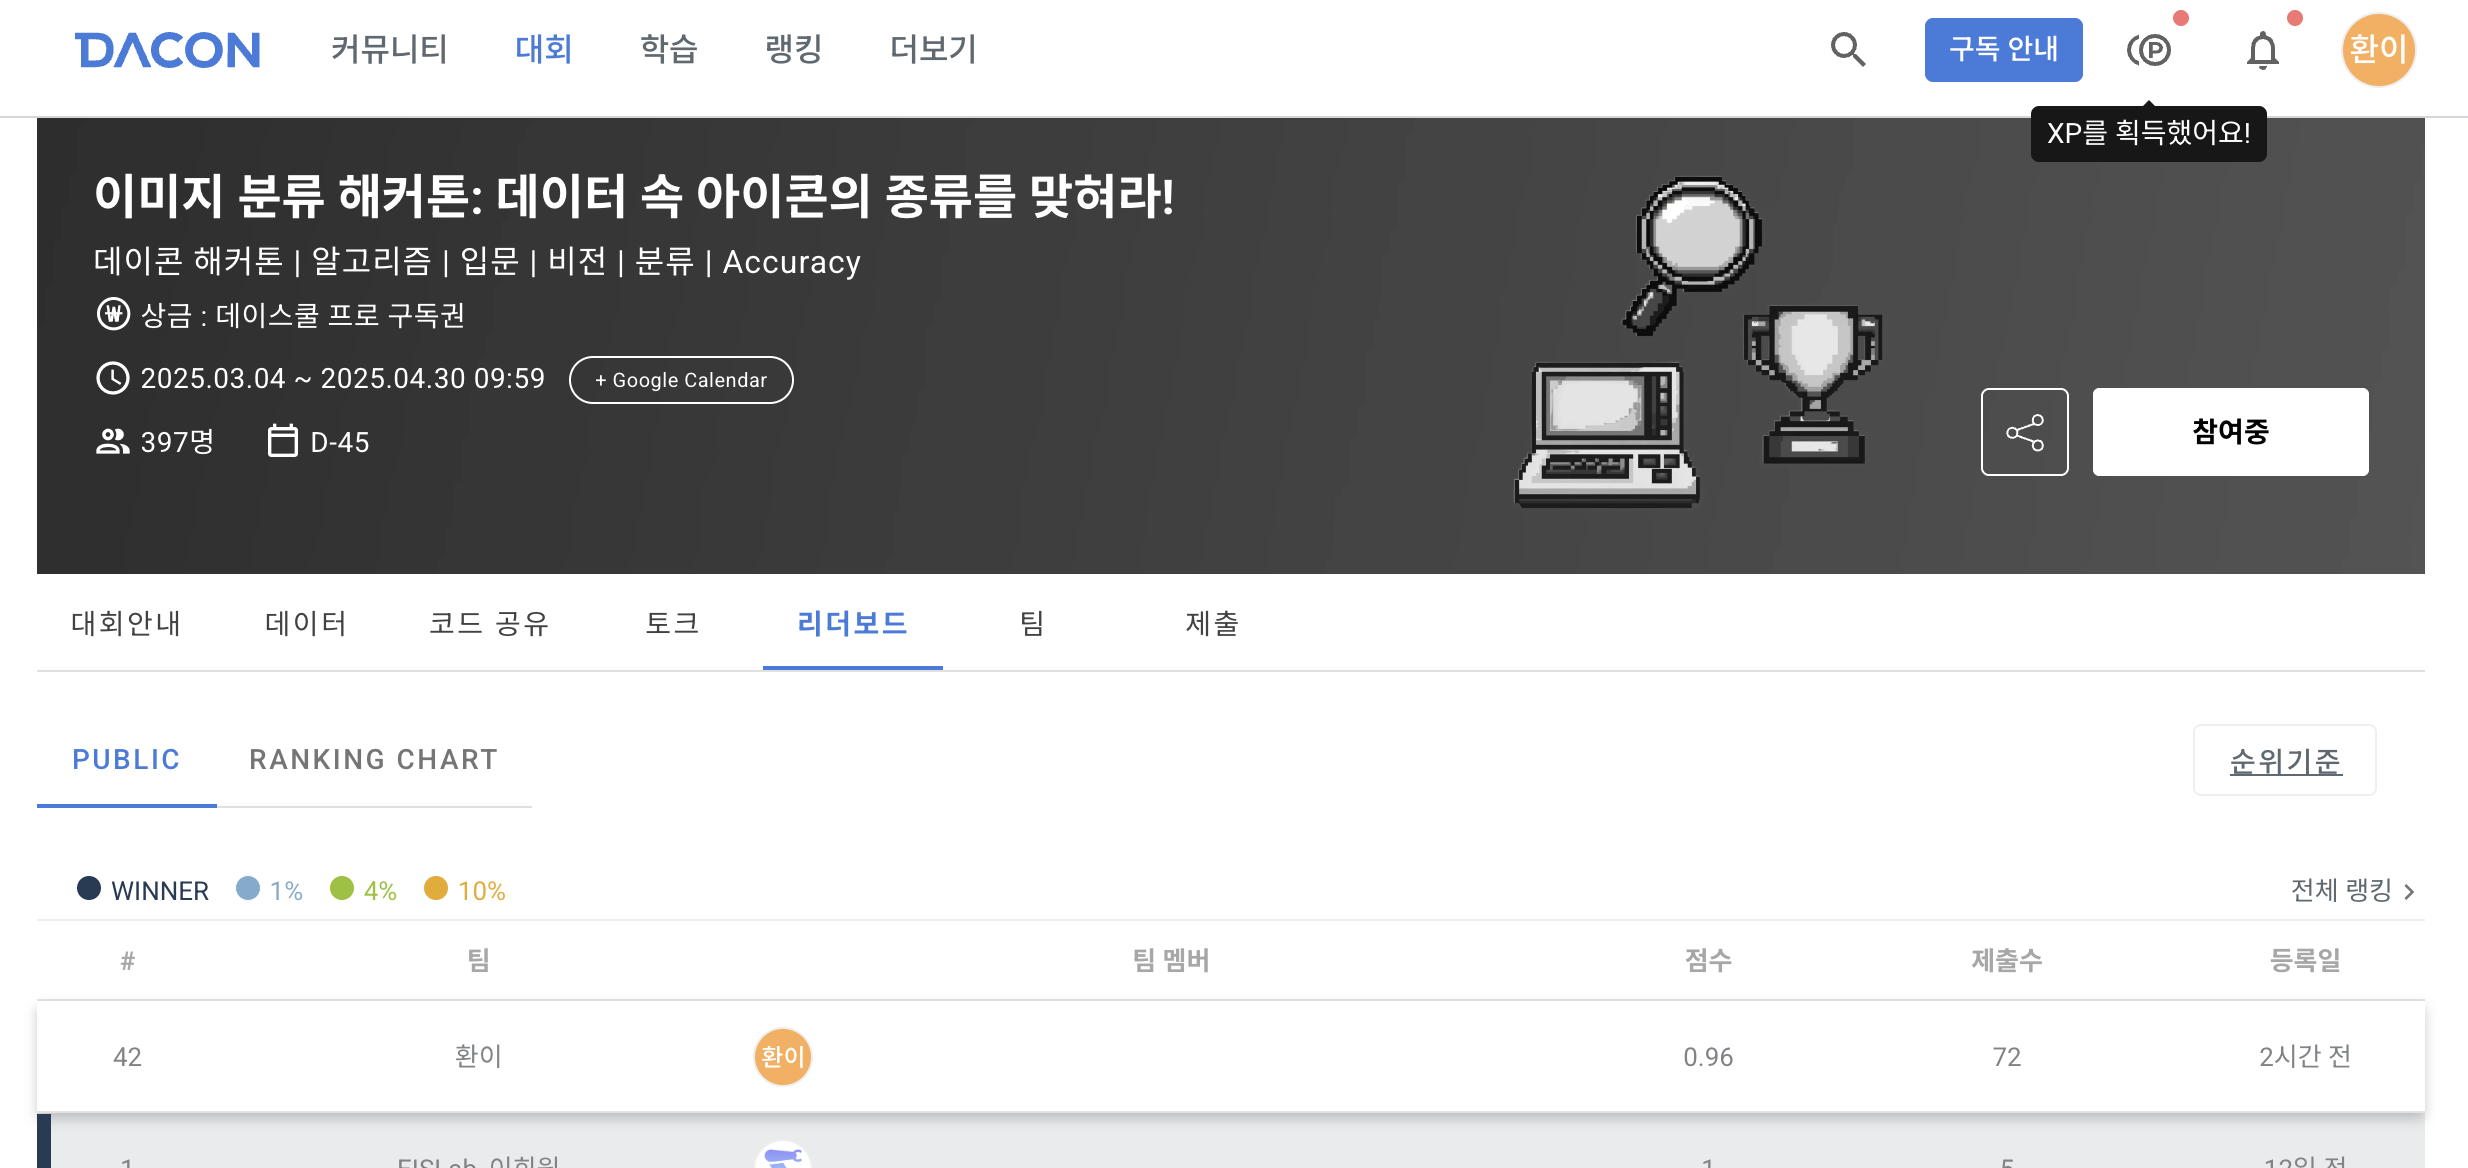 DACON 커뮤니티 대회 학습 랭킹 더보기 구독 안내 P 환이
XP를 획득했어요!
이미지 분류 해커톤: 데이터 속 아이콘의 종류를 맞혀라!
데이콘 해커톤 | 알고리즘 | 입문 | 비전 | 분류 | Accuracy
₩ 상금 : 데이스쿨 프로 구독권
2025.03.04 ~ 2025.04.30 09:59 + Google Calendar
397명 D-45
참여중
대회안내 데이터 코드 공유 토크 리더보드 팀 제출
PUBLIC RANKING CHART 순위기준
WINNER 1% 4% 10% 전체 랭킹 >
# 팀 팀 멤버 점수 제출수 등록일
42 환이 환이 0.96 72 2시간 전
1 1 5